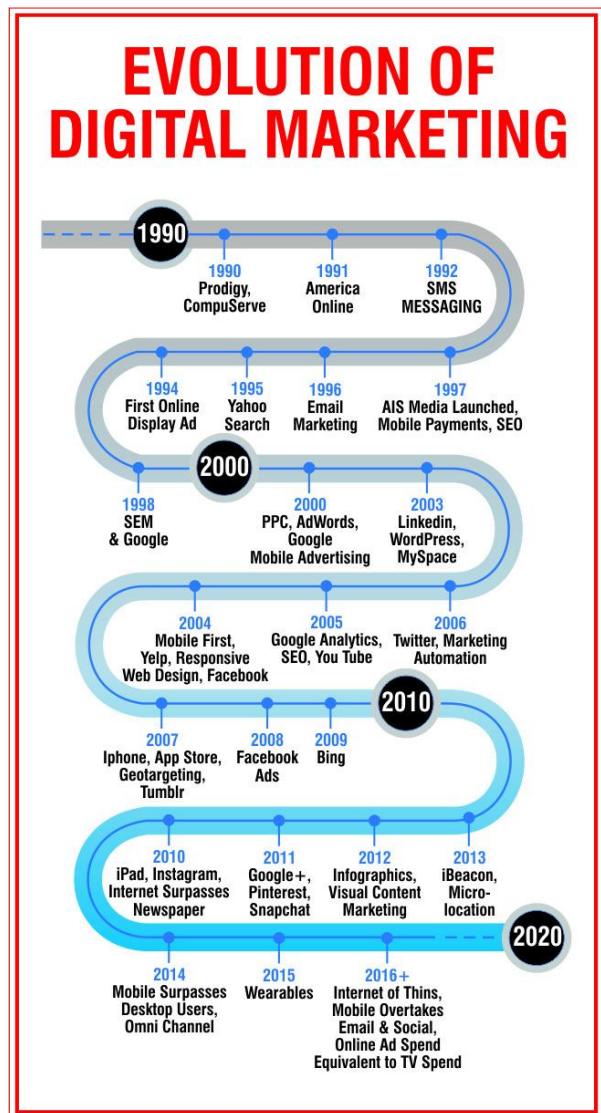 EVOLUTION OF
DIGITAL MARKETING
1990
1990
Prodigy,
CompuServe
1991
America
Online
1992
SMS
MESSAGING
1994
First Online
Display Ad
1995
Yahoo
Search
1996
Email
Marketing
1997
AIS Media Launched,
Mobile Payments, SEO
2000
1998
SEM
& Google
2000
PPC, AdWords,
Google
Mobile Advertising
2003
Linkedin,
WordPress,
MySpace
2004
Mobile First,
Yelp, Responsive
Web Design, Facebook
2005
Google Analytics,
SEO, You Tube
2006
Twitter, Marketing
Automation
2010
2007
Iphone, App Store,
Geotargeting,
Tumblr
2008
Facebook
Ads
2009
Bing
2010
iPad, Instagram,
Internet Surpasses
Newspaper
2011
Google+,
Pinterest,
Snapchat
2012
Infographics,
Visual Content
Marketing
2013
iBeacon,
Micro-
location
2020
2014
Mobile Surpasses
Desktop Users,
Omni Channel
2015
Wearables
2016+
Internet of Thins,
Mobile Overtakes
Email & Social,
Online Ad Spend
Equivalent to TV Spend